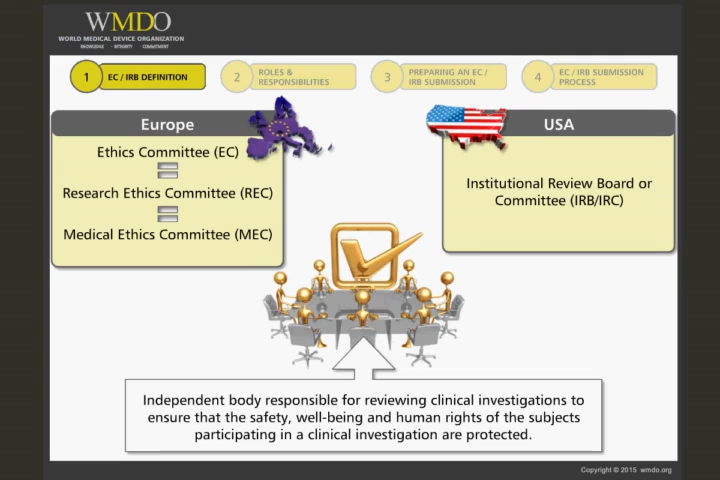 WMDO
WORLD MEDICAL DEVICE ORGANIZATION
KNOWLEDGE - INTEGRITY - COMMITMENT
1 EC / IRB DEFINITION
2 ROLES &
RESPONSIBILITIES
3 PREPARING AN EC /
IRB SUBMISSION
4 EC / IRB SUBMISSION
PROCESS
Europe
Ethics Committee (EC)
=
Research Ethics Committee (REC)
=
Medical Ethics Committee (MEC)
USA
Institutional Review Board or
Committee (IRB/IRC)
Independent body responsible for reviewing clinical investigations to
ensure that the safety, well-being and human rights of the subjects
participating in a clinical investigation are protected.
Copyright © 2015 wmdo.org